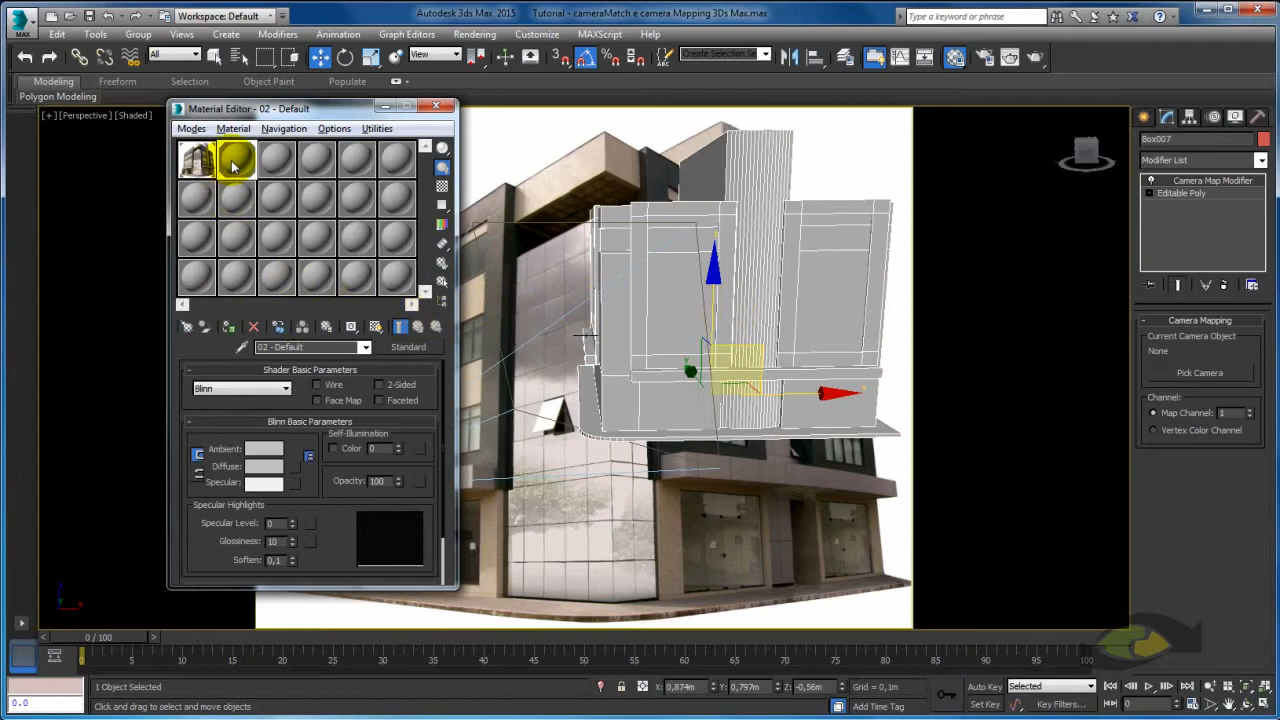 MAX
Workspace: Default
Autodesk 3ds Max 2015
Tutorial - cameraMatch e camera Mapping 3Ds Max.max
Type a keyword or phrase
Edit Tools Group Views Create Modifiers Animation Graph Editors Rendering Customize MAXScript Help
All
View
3
Create Selection Se
Modeling Freeform Selection Object Paint Populate
Polygon Modeling
[+] [Perspective] [Shaded]
Material Editor - 02 - Default
Modes Material Navigation Options Utilities
02 - Default
Standard
Shader Basic Parameters
Blinn
Wire
2-Sided
Face Map
Faceted
Blinn Basic Parameters
Self-Illumination
Ambient:
Color 0
Diffuse:
Specular:
Opacity: 100
Specular Highlights
Specular Level: 0
Glossiness: 10
Soften: 0,1
Box007
Modifier List
Camera Map Modifier
Editable Poly
Camera Mapping
Current Camera Object
None
Pick Camera
Channel:
Map Channel: 1
Vertex Color Channel
0 / 100
0 5 10 15 20 25 30 35 40 45 50 55 60 65 70 75 80 85 90 95 100
1 Object Selected
X: 0,874m
Y: 0,797m
Z: -0,56m
Grid = 0,1m
Auto Key
Selected
0.0
Click and drag to select and move objects
Add Time Tag
Set Key
Key Filters...
0